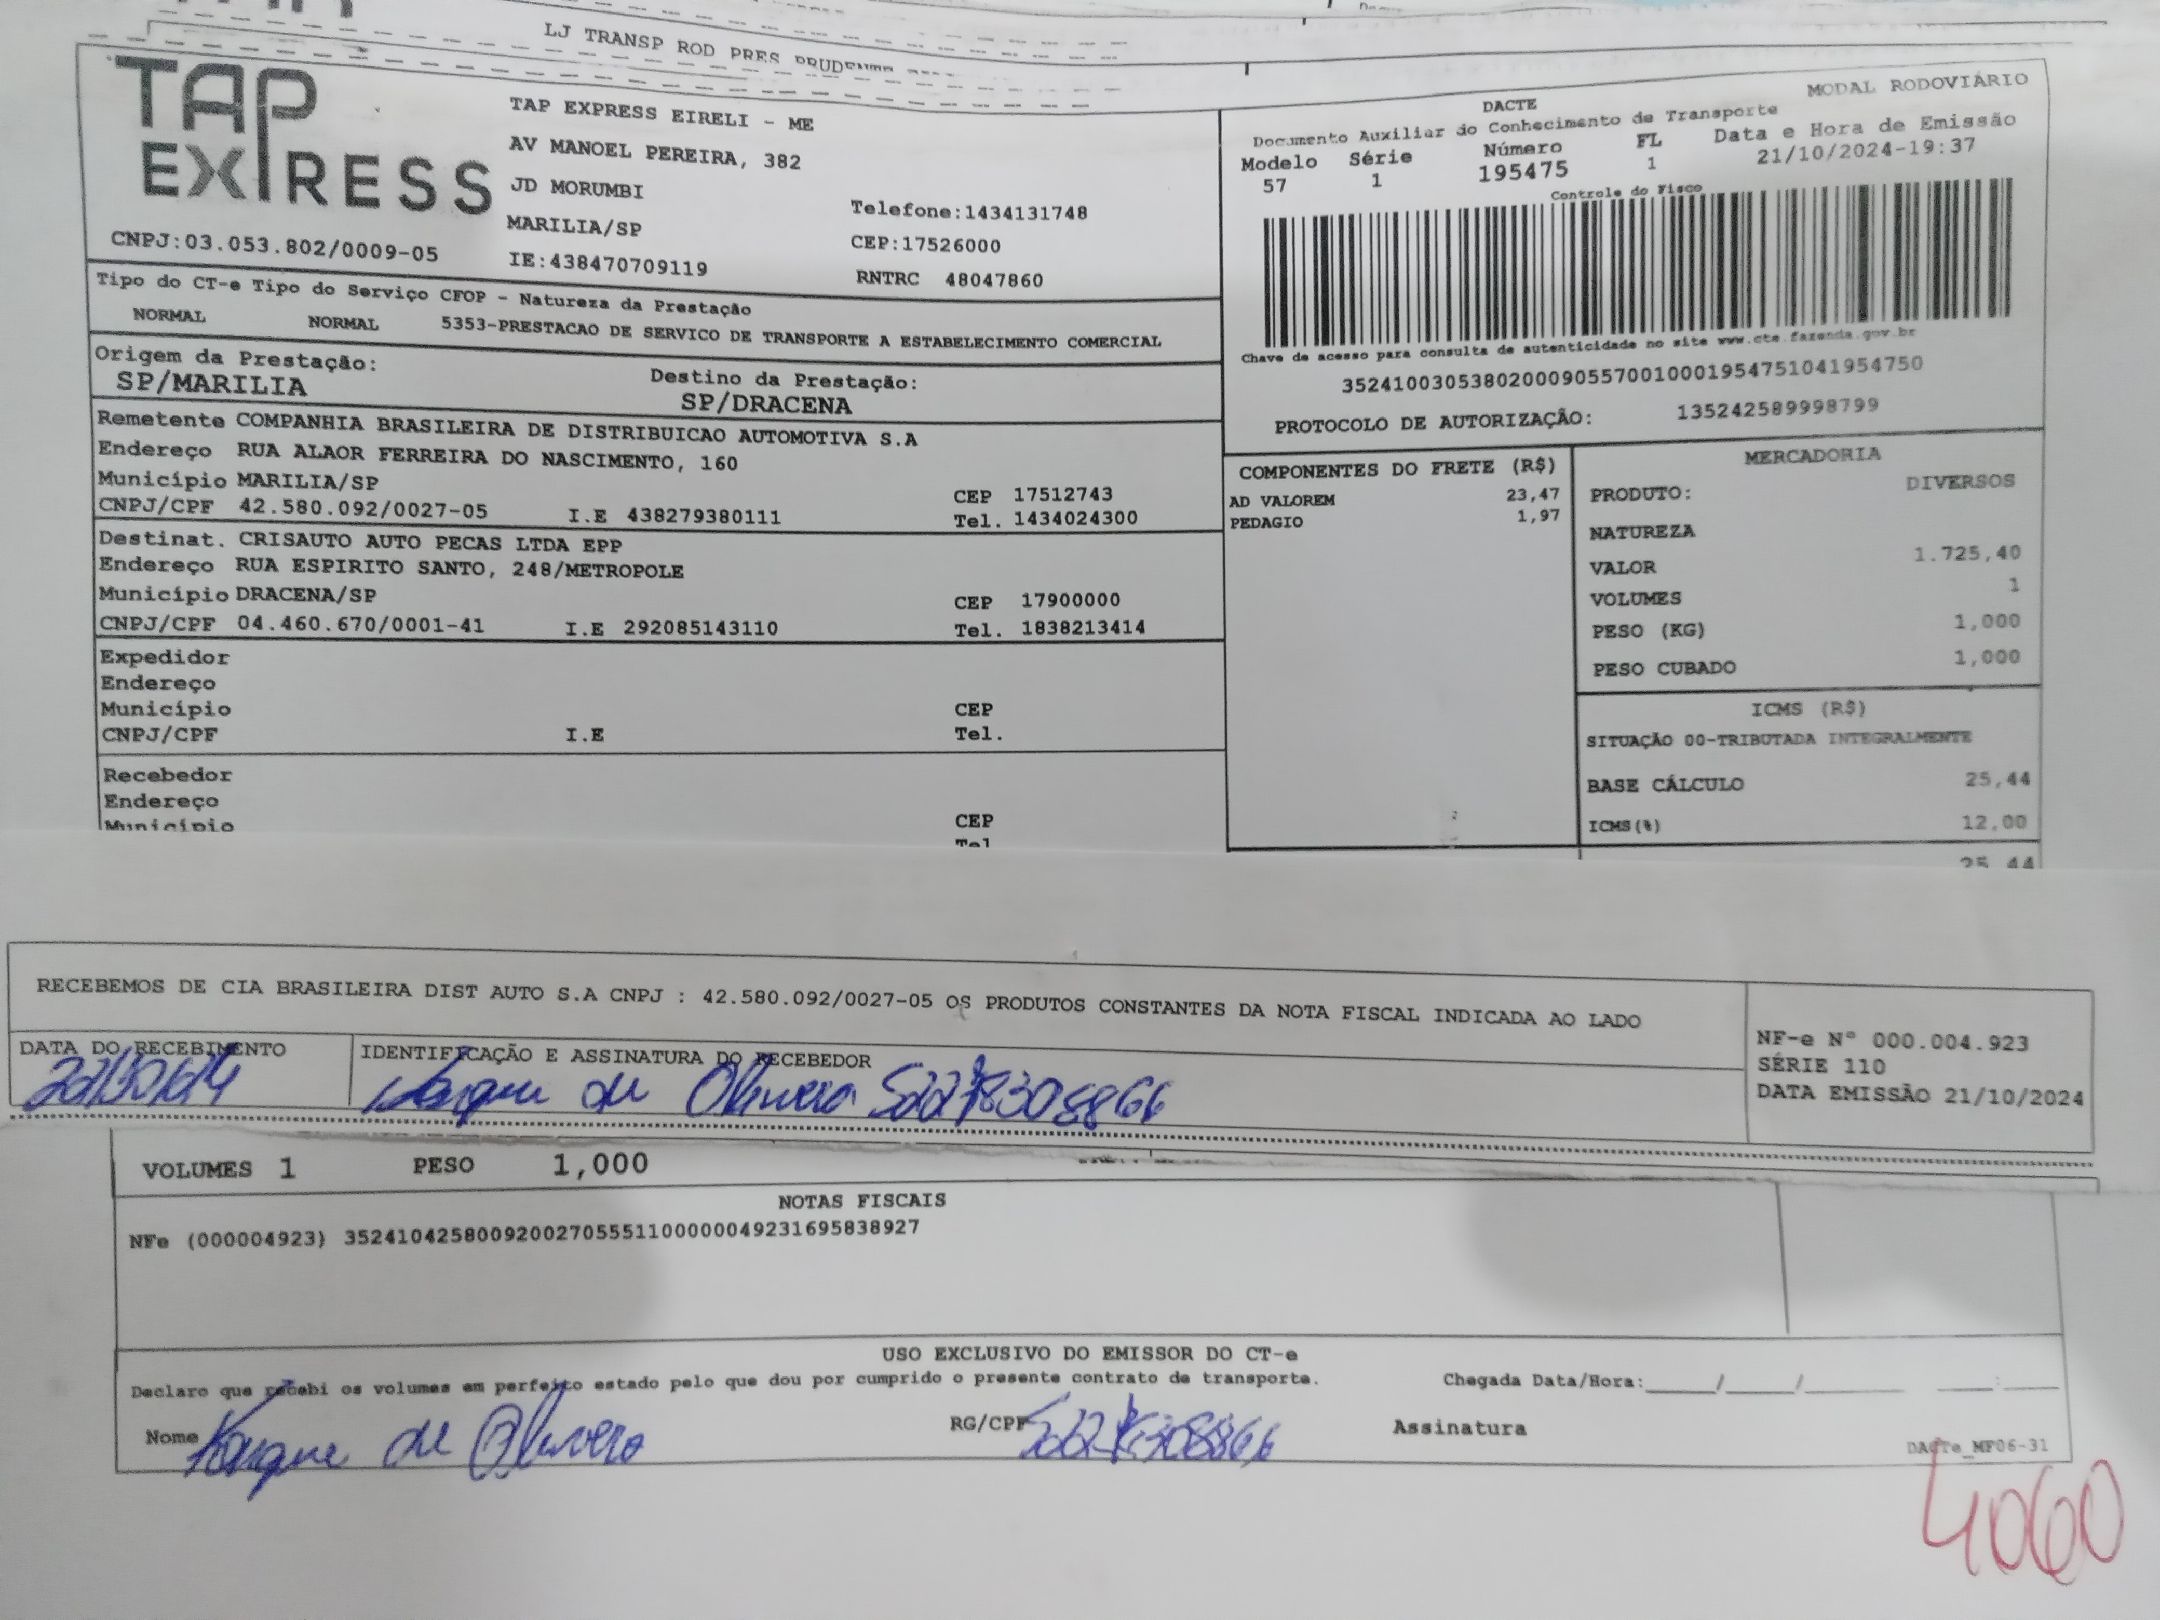 LJ TRANSP ROD PRES PRUDENTE
TAP EXPRESS
TAP EXPRESS EIRELI - ME
AV MANOEL PEREIRA, 382
JD MORUMBI
MARILIA/SP
Telefone:1434131748
CEP:17526000
CNPJ:03.053.802/0009-05
IE:438470709119
RNTRC 48047860
MODAL RODOVIÁRIO
DACTE
Documento Auxiliar do Conhecimento de Transporte
Modelo Série Número FL Data e Hora de Emissão
57 1 195475 1 21/10/2024-19:37
Controle do Fisco
Chave de acesso para consulta de autenticidade no site www.cte.fazenda.gov.br
35241003053802000905570010001954751041954750
PROTOCOLO DE AUTORIZAÇÃO: 135242589998799
Tipo do CT-e Tipo do Serviço CFOP - Natureza da Prestação
NORMAL NORMAL 5353-PRESTACAO DE SERVICO DE TRANSPORTE A ESTABELECIMENTO COMERCIAL
Origem da Prestação: Destino da Prestação:
SP/MARILIA SP/DRACENA
Remetente COMPANHIA BRASILEIRA DE DISTRIBUICAO AUTOMOTIVA S.A
Endereço RUA ALAOR FERREIRA DO NASCIMENTO, 160
Município MARILIA/SP CEP 17512743
CNPJ/CPF 42.580.092/0027-05 I.E 438279380111 Tel. 1434024300
Destinat. CRISAUTO AUTO PECAS LTDA EPP
Endereço RUA ESPIRITO SANTO, 248/METROPOLE
Município DRACENA/SP CEP 17900000
CNPJ/CPF 04.460.670/0001-41 I.E 292085143110 Tel. 1838213414
Expedidor
Endereço
Município CEP
CNPJ/CPF I.E Tel.
Recebedor
Endereço
Município CEP
Tel
COMPONENTES DO FRETE (R$)
AD VALOREM 23,47
PEDAGIO 1,97
MERCADORIA
PRODUTO: DIVERSOS
NATUREZA
VALOR 1.725,40
VOLUMES 1
PESO (KG) 1,000
PESO CUBADO 1,000
ICMS (R$)
SITUAÇÃO 00-TRIBUTADA INTEGRALMENTE
BASE CÁLCULO 25,44
ICMS(%) 12,00
25,44
RECEBEMOS DE CIA BRASILEIRA DIST AUTO S.A CNPJ : 42.580.092/0027-05 OS PRODUTOS CONSTANTES DA NOTA FISCAL INDICADA AO LADO
DATA DO RECEBIMENTO IDENTIFICAÇÃO E ASSINATURA DO RECEBEDOR
de Oliveira
NF-e Nº 000.004.923
SÉRIE 110
DATA EMISSÃO 21/10/2024
VOLUMES 1 PESO 1,000
NOTAS FISCAIS
NFe (000004923) 35241042580092002705551100000049231695838927
USO EXCLUSIVO DO EMISSOR DO CT-e
Declaro que recebi os volumes em perfeito estado pelo que dou por cumprido o presente contrato de transporte. Chegada Data/Hora:____/____/____ ___:___
Nome de Oliveira RG/CPF Assinatura
DACTe_MF06-31
4060